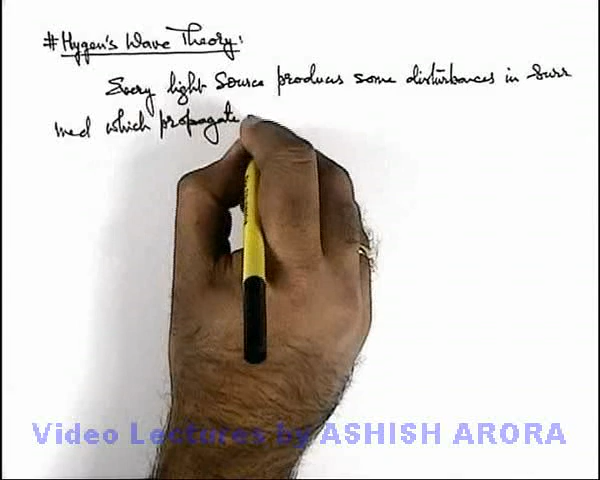 # Hygen's Wave Theory:
Every light source produces some disturbances in surr
med which propagate
Video Lectures by ASHISH ARORA